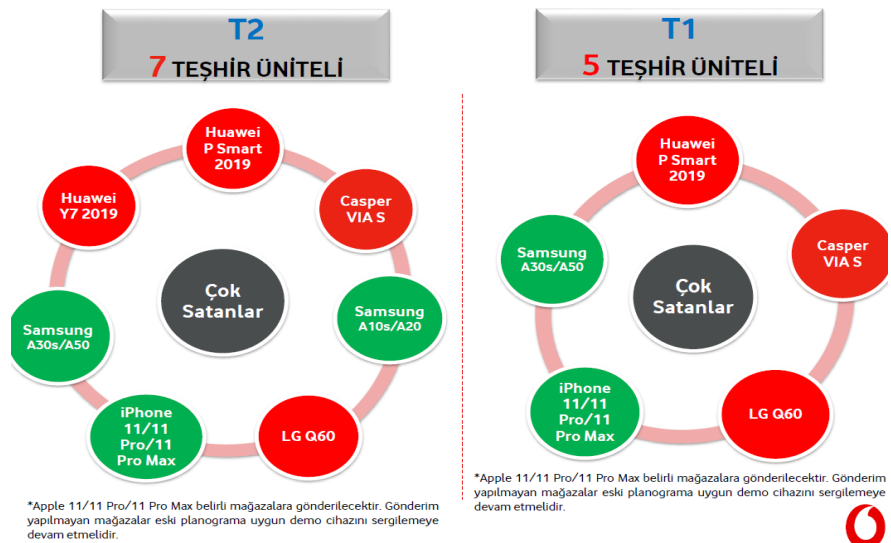 T2
7 TEŞHİR ÜNİTELİ
Huawei
P Smart
2019
Casper
VIA S
Samsung
A10s/A20
LG Q60
iPhone
11/11
Pro/11
Pro Max
Samsung
A30s/A50
Huawei
Y7 2019
Çok
Satanlar
*Apple 11/11 Pro/11 Pro Max belirli mağazalara gönderilecektir. Gönderim
yapılmayan mağazalar eski planograma uygun demo cihazını sergilemeye
devam etmelidir.
T1
5 TEŞHİR ÜNİTELİ
Huawei
P Smart
2019
Casper
VIA S
LG Q60
iPhone
11/11
Pro/11
Pro Max
Samsung
A30s/A50
Çok
Satanlar
*Apple 11/11 Pro/11 Pro Max belirli mağazalara gönderilecektir. Gönderim
yapılmayan mağazalar eski planograma uygun demo cihazını sergilemeye
devam etmelidir.